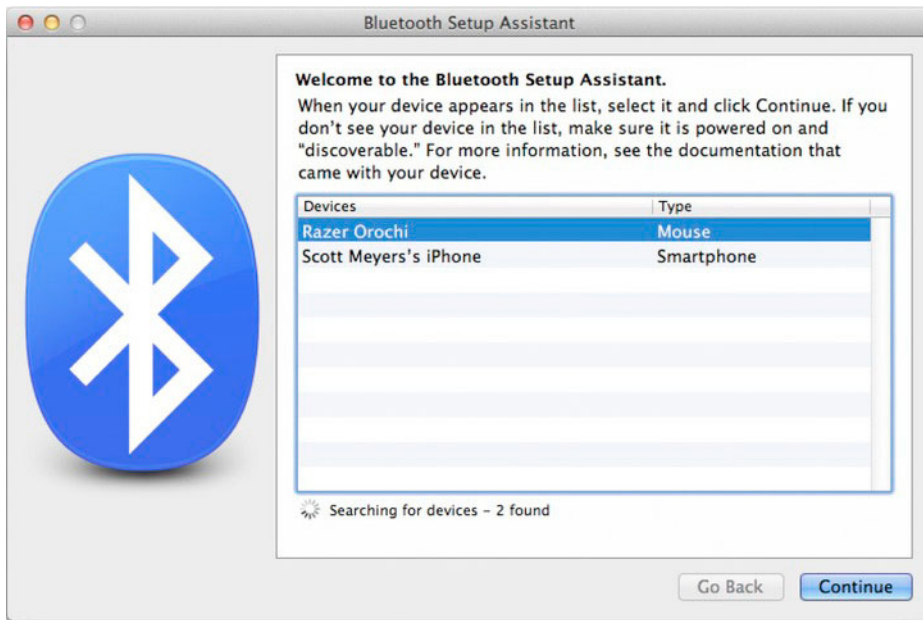 Bluetooth Setup Assistant
Welcome to the Bluetooth Setup Assistant.
When your device appears in the list, select it and click Continue. If you
don’t see your device in the list, make sure it is powered on and
“discoverable.” For more information, see the documentation that
came with your device.
Devices Type
Razer Orochi Mouse
Scott Meyers’s iPhone Smartphone
Searching for devices – 2 found
Go Back Continue